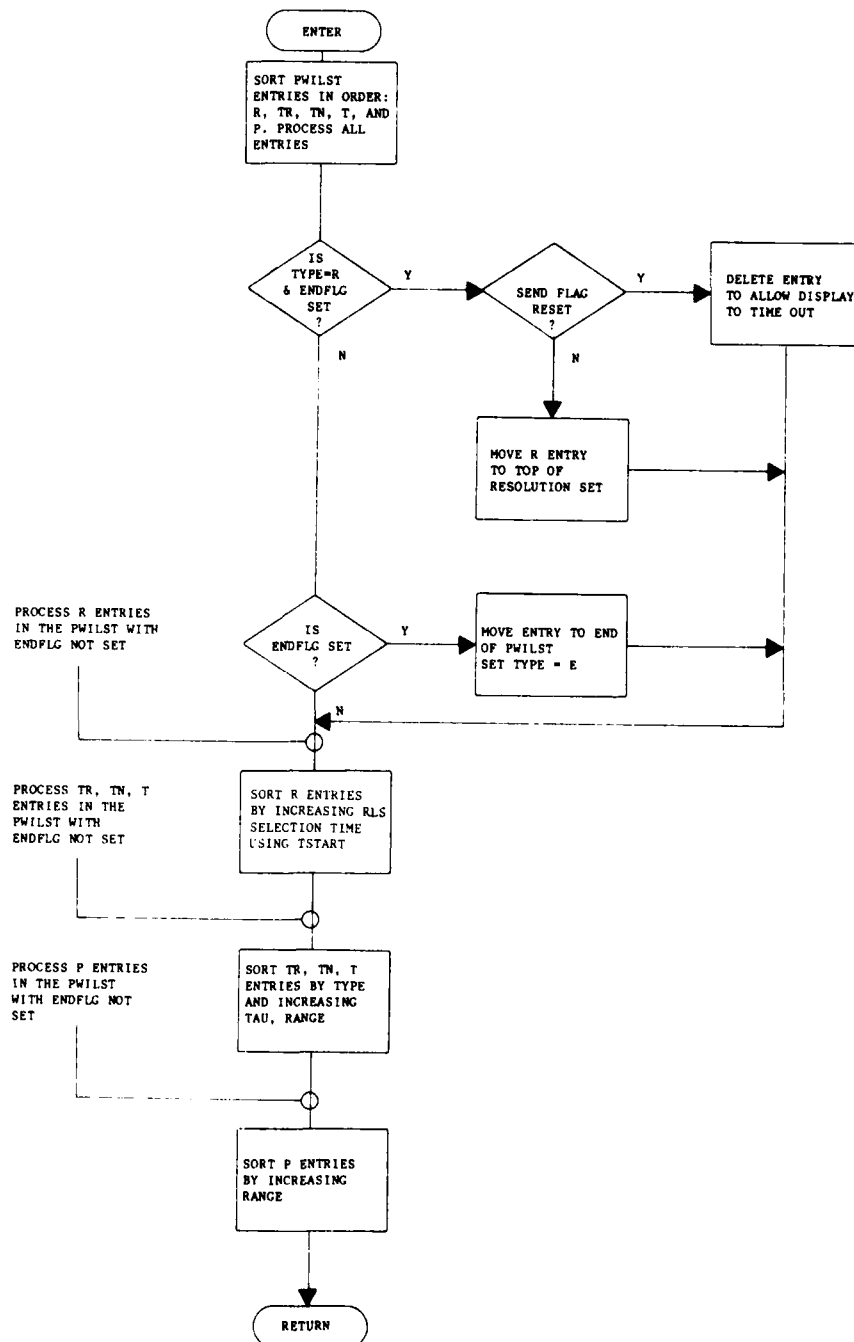 ENTER
SORT PWILST
ENTRIES IN ORDER:
R, TR, TN, T, AND
P. PROCESS ALL
ENTRIES
IS
TYPE=R
& ENDFLG
SET
?
Y
N
SEND FLAG
RESET
?
Y
N
DELETE ENTRY
TO ALLOW DISPLAY
TO TIME OUT
MOVE R ENTRY
TO TOP OF
RESOLUTION SET
PROCESS R ENTRIES
IN THE PWILST WITH
ENDFLG NOT SET
IS
ENDFLG SET
?
Y
N
MOVE ENTRY TO END
OF PWILST
SET TYPE = E
SORT R ENTRIES
BY INCREASING RLS
SELECTION TIME
USING TSTART
PROCESS TR, TN, T
ENTRIES IN THE
PWILST WITH
ENDFLG NOT SET
SORT TR, TN, T
ENTRIES BY TYPE
AND INCREASING
TAU, RANGE
PROCESS P ENTRIES
IN THE PWILST
WITH ENDFLG NOT
SET
SORT P ENTRIES
BY INCREASING
RANGE
RETURN